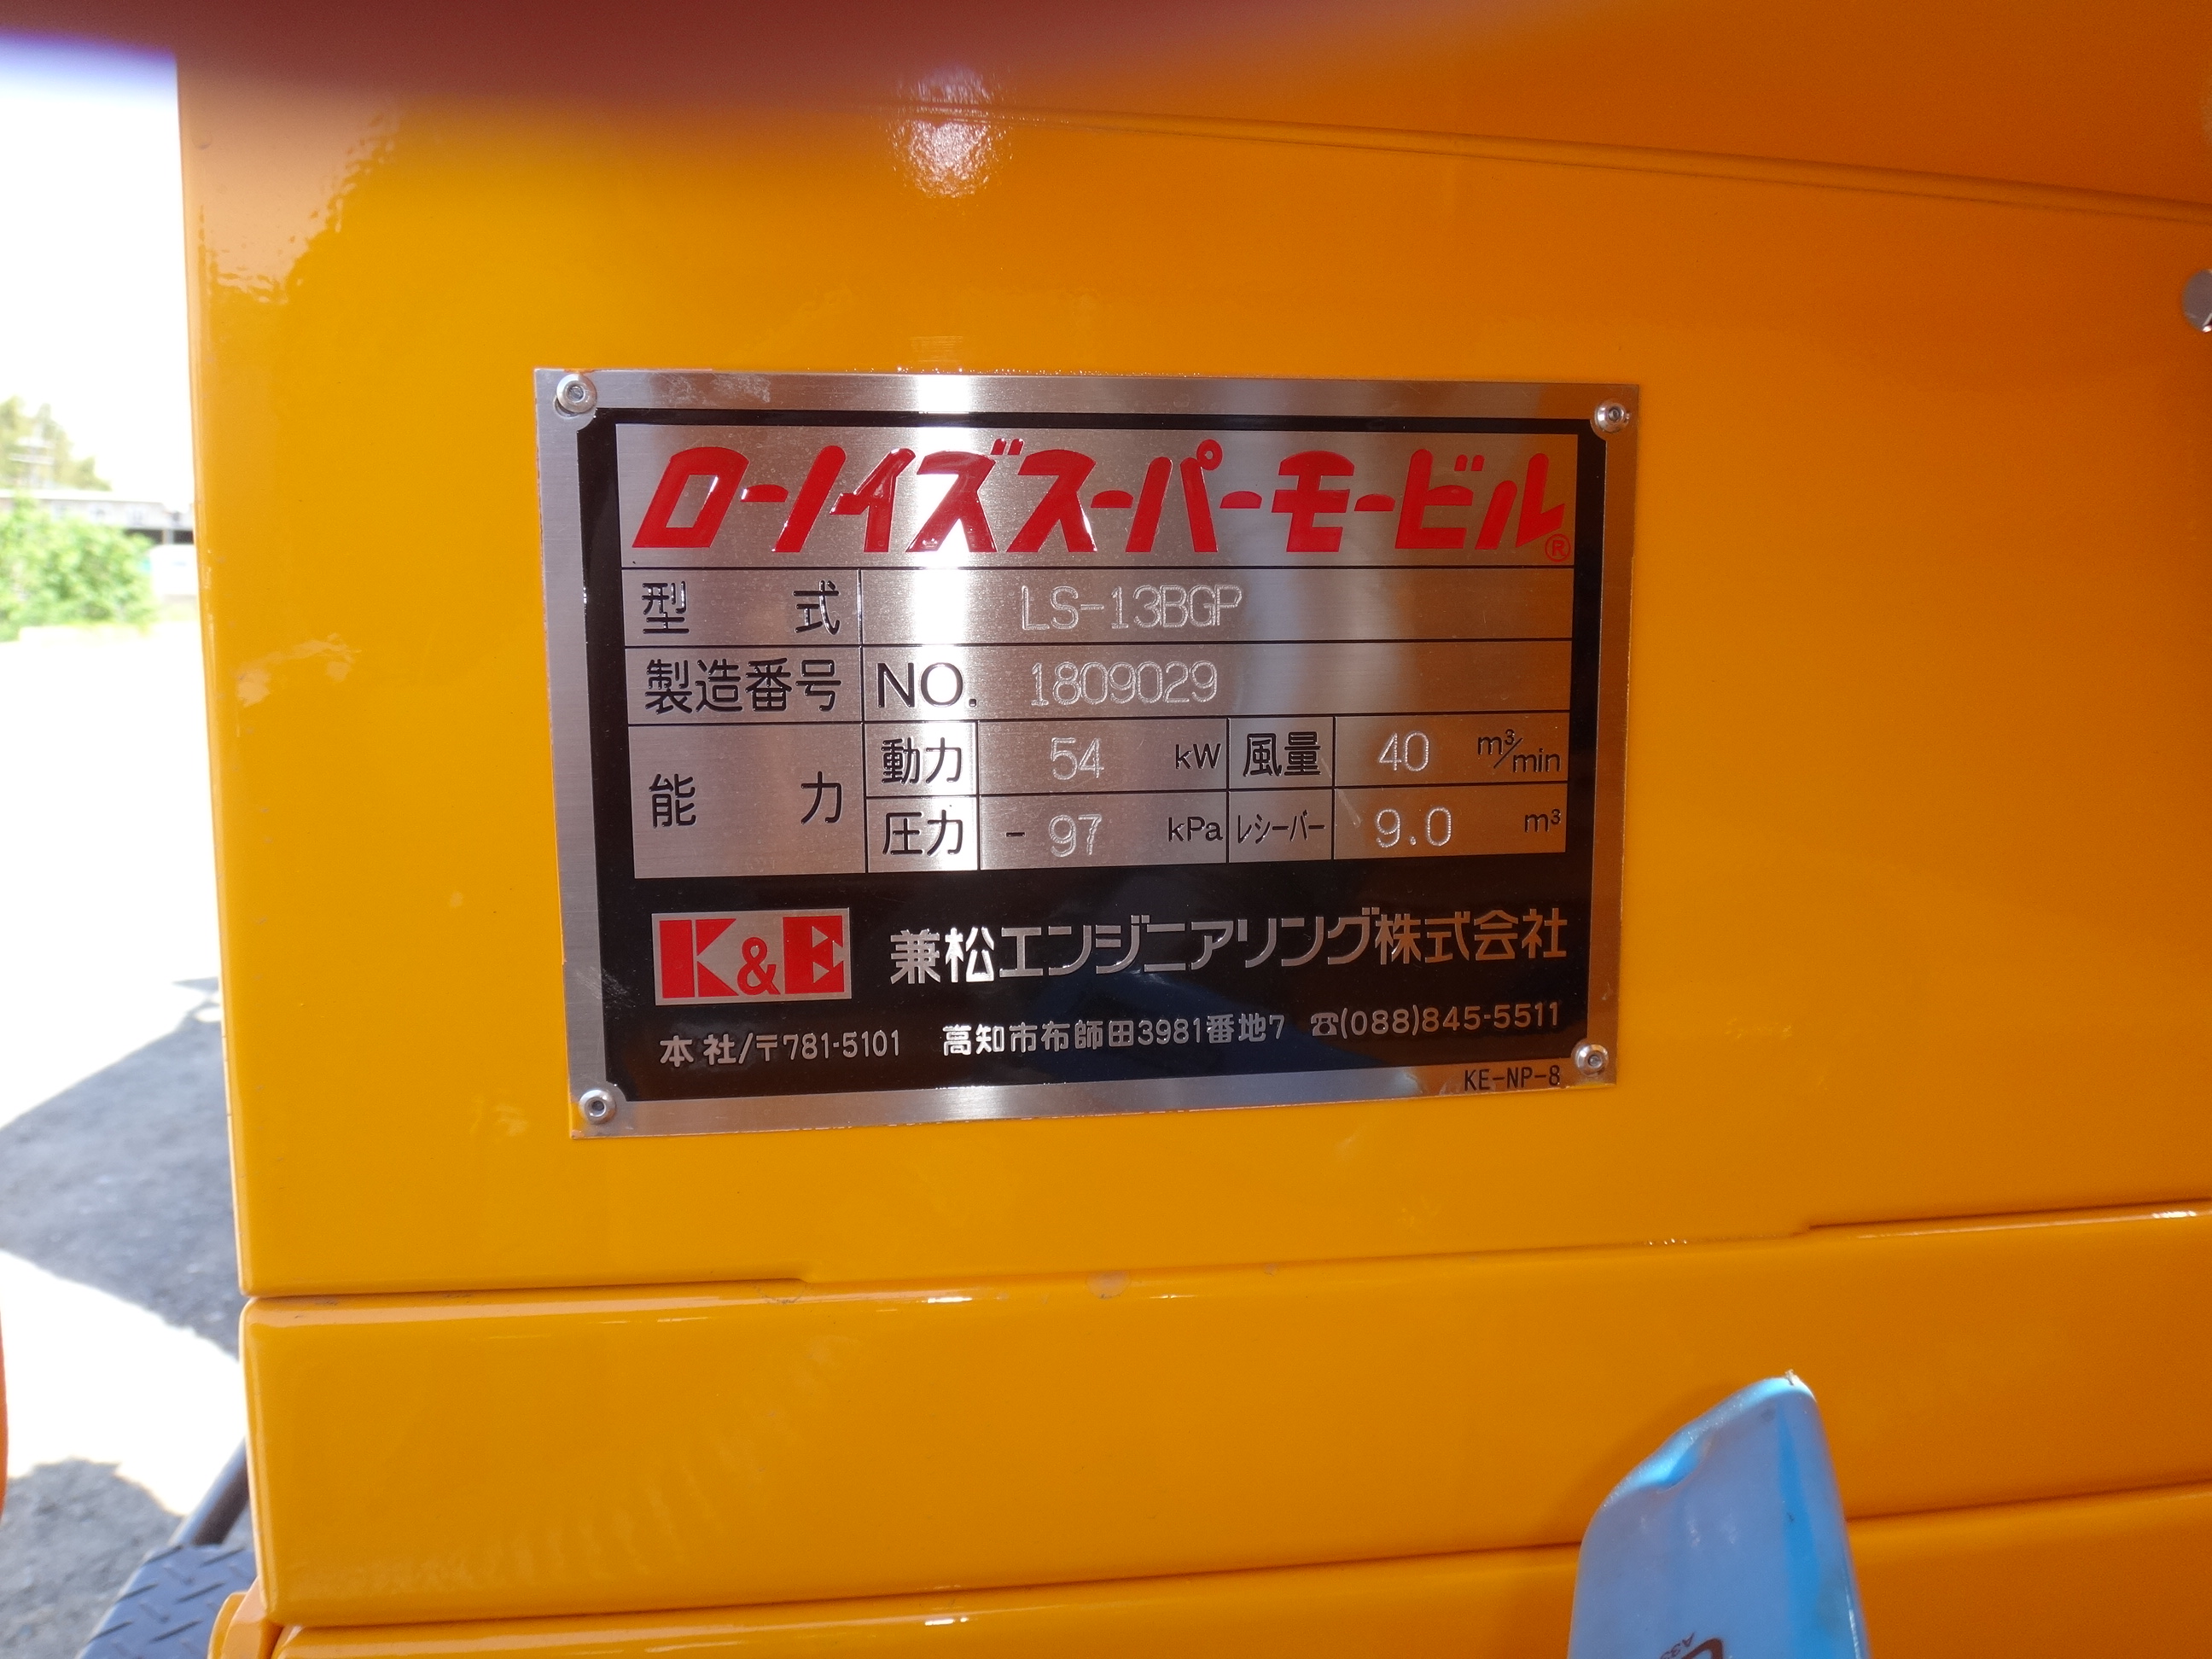 ローノイズスーパーモービル®
型式 LS-13BGP
製造番号 NO. 1809029
能力 動力 54 kW 風量 40 m³/min
圧力 - 97 kPa レシーバー 9.0 m³
K&E 兼松エンジニアリング株式会社
本社/〒781-5101 高知市布師田3981番地7 ☎(088)845-5511
KE-NP-8